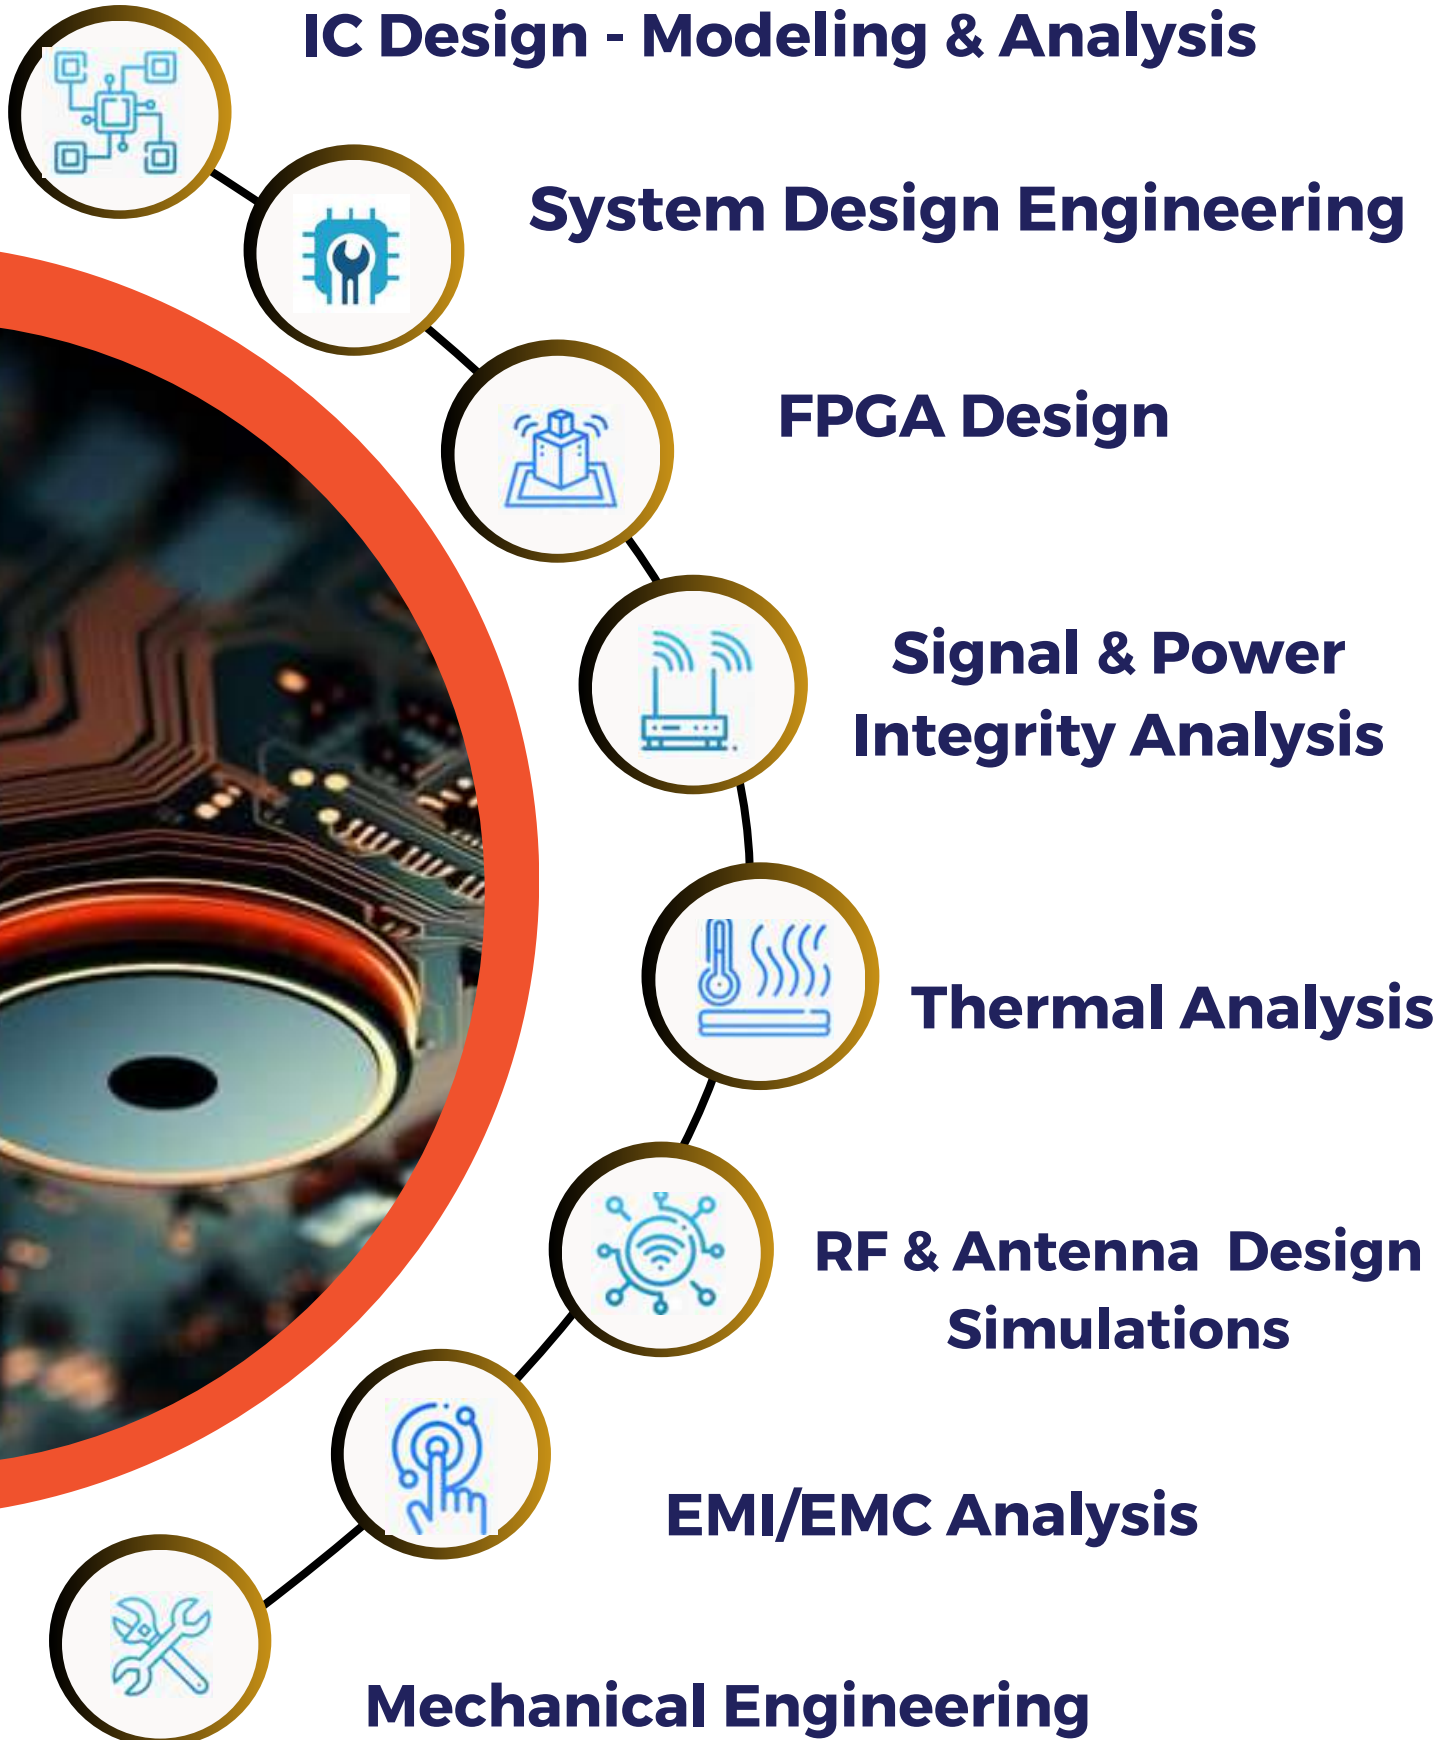 IC Design - Modeling & Analysis
System Design Engineering
FPGA Design
Signal & Power
Integrity Analysis
Thermal Analysis
RF & Antenna Design
Simulations
EMI/EMC Analysis
Mechanical Engineering